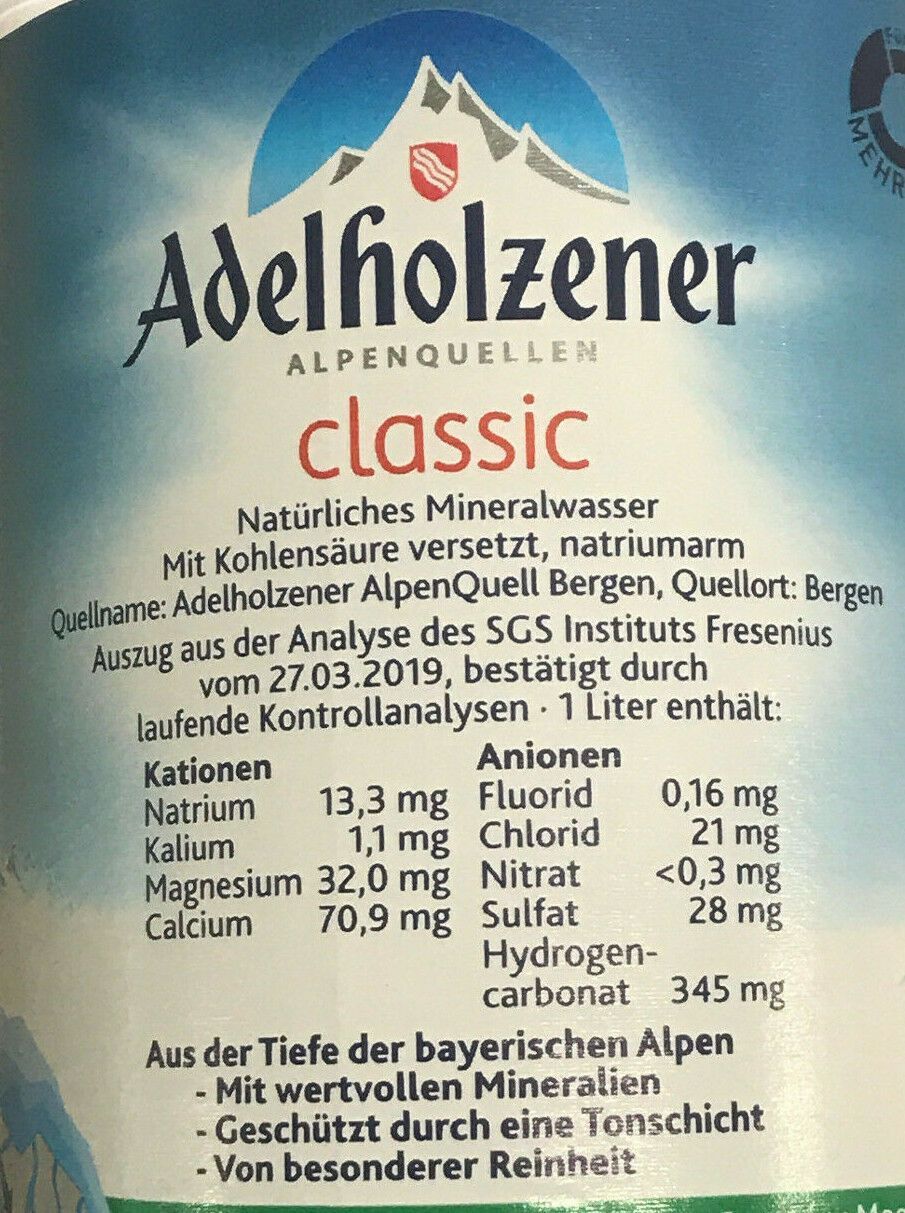 MEHR
Adelholzener
ALPENQUELLEN
classic
Natürliches Mineralwasser
Mit Kohlensäure versetzt, natriumarm
Quellname: Adelholzener AlpenQuell Bergen, Quellort: Bergen
Auszug aus der Analyse des SGS Instituts Fresenius
vom 27.03.2019, bestätigt durch
laufende Kontrollanalysen · 1 Liter enthält:
Kationen Anionen
Natrium 13,3 mg Fluorid 0,16 mg
Kalium 1,1 mg Chlorid 21 mg
Magnesium 32,0 mg Nitrat <0,3 mg
Calcium 70,9 mg Sulfat 28 mg
Hydrogen-
carbonat 345 mg
Aus der Tiefe der bayerischen Alpen
- Mit wertvollen Mineralien
- Geschützt durch eine Tonschicht
- Von besonderer Reinheit